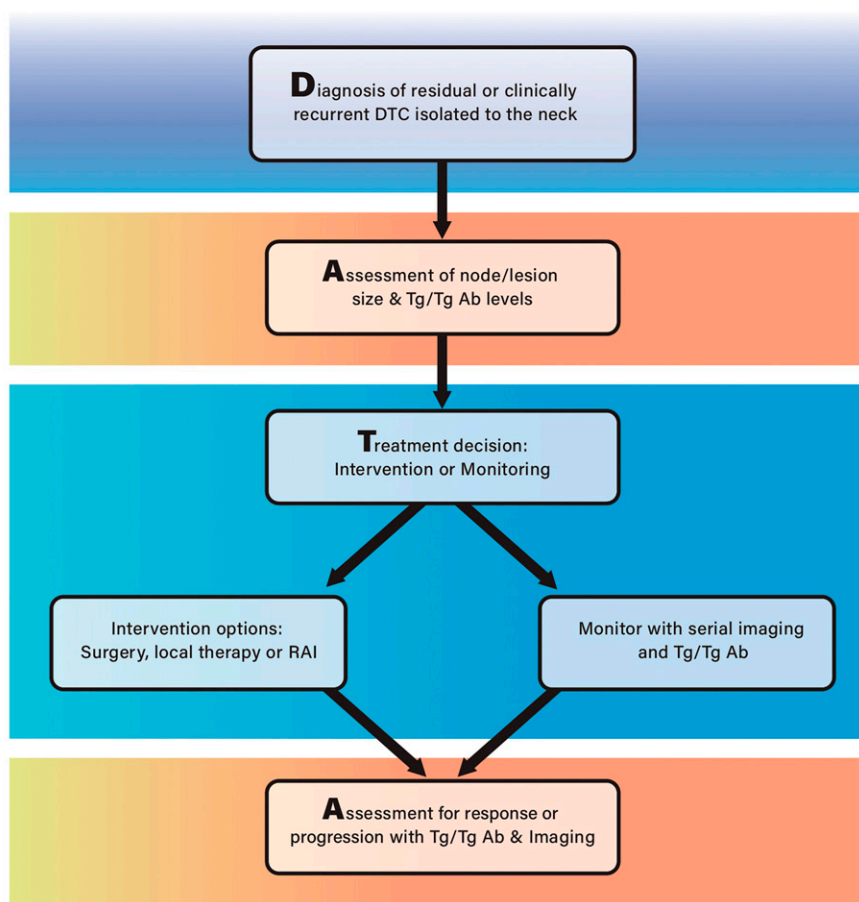 Diagnosis of residual or clinically
recurrent DTC isolated to the neck
Assessment of node/lesion
size & Tg/Tg Ab levels
Treatment decision:
Intervention or Monitoring
Intervention options:
Surgery, local therapy or RAI
Monitor with serial imaging
and Tg/Tg Ab
Assessment for response or
progression with Tg/Tg Ab & Imaging